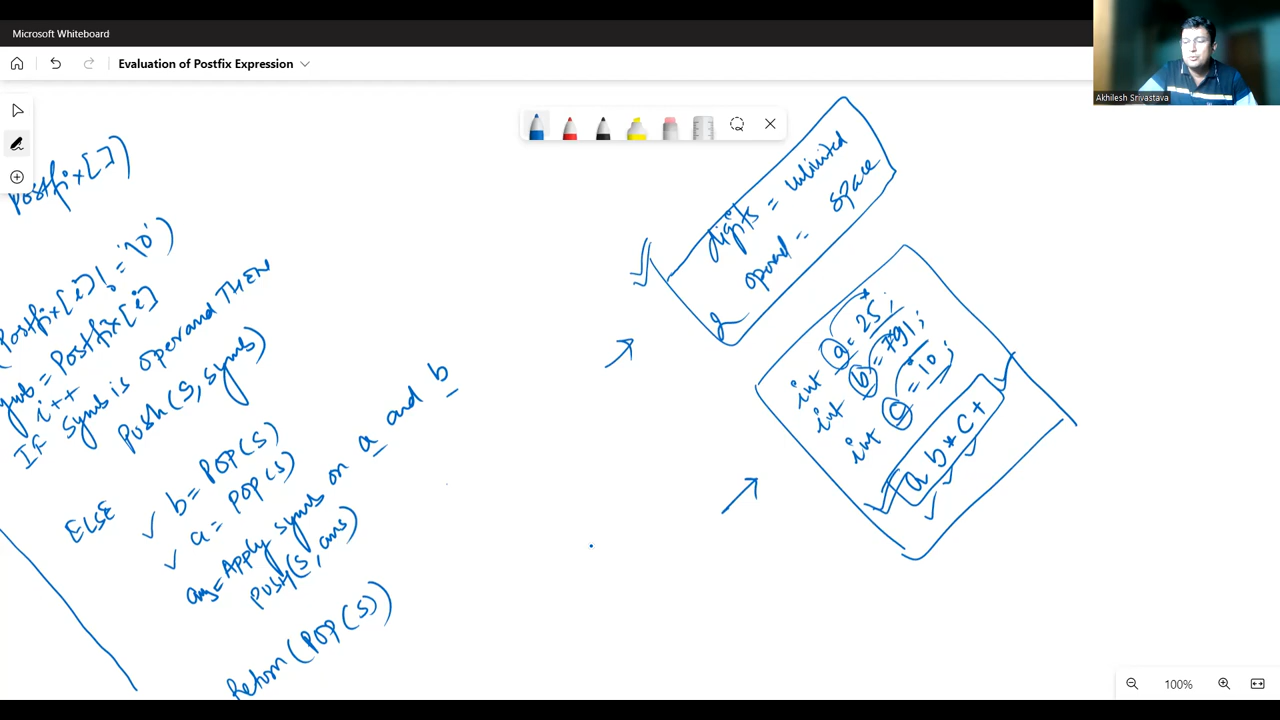 Microsoft Whiteboard
Evaluation of Postfix Expression
Akhilesh Srivastava
Postfix[])
(Postfix[i]!='\0')
symb=Postfix[i]
i++
IF symb is operand THEN
Push(S,symb)
ELSE
b=POP(S)
a=POP(S)
ans=Apply symb on a and b
push(S,ans)
Return(POP(S))
digits = unlimited
space
int a=25;
int b=791;
int c=10;
a b*c+
100%